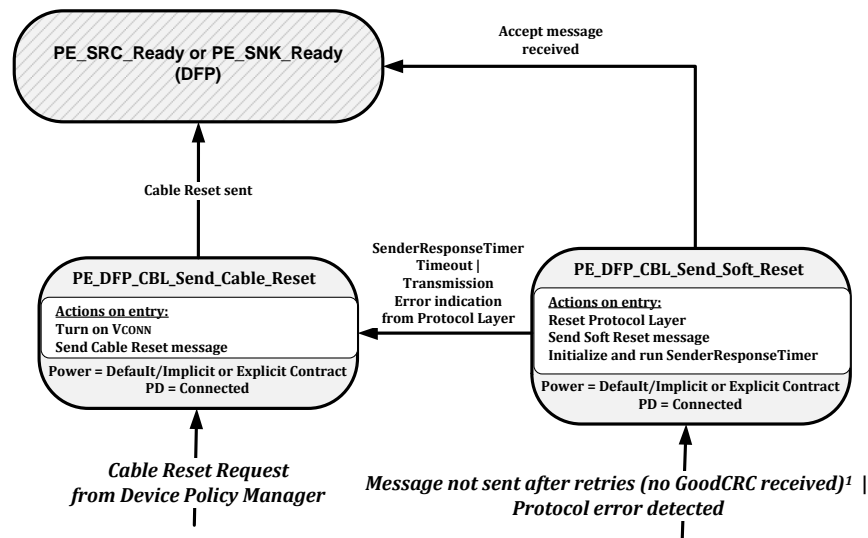 PE_SRC_Ready or PE_SNK_Ready
(DFP)
Accept message
received
Cable Reset sent
SenderResponseTimer
Timeout |
Transmission
Error indication
from Protocol Layer
PE_DFP_CBL_Send_Cable_Reset
Actions on entry:
Turn on VCONN
Send Cable Reset message
Power = Default/Implicit or Explicit Contract
PD = Connected
PE_DFP_CBL_Send_Soft_Reset
Actions on entry:
Reset Protocol Layer
Send Soft Reset message
Initialize and run SenderResponseTimer
Power = Default/Implicit or Explicit Contract
PD = Connected
Cable Reset Request
from Device Policy Manager
Message not sent after retries (no GoodCRC received)¹ |
Protocol error detected